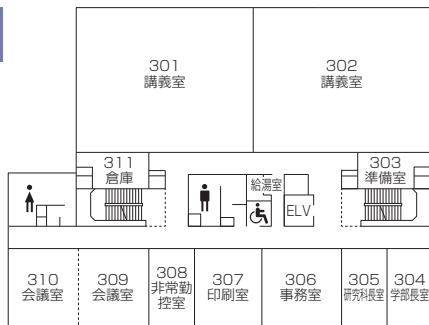 301
講義室
302
講義室
311
倉庫
303
準備室
給湯室
ELV
310
会議室
309
会議室
308
非常勤
控室
307
印刷室
306
事務室
305
研究科長室
304
学部長室